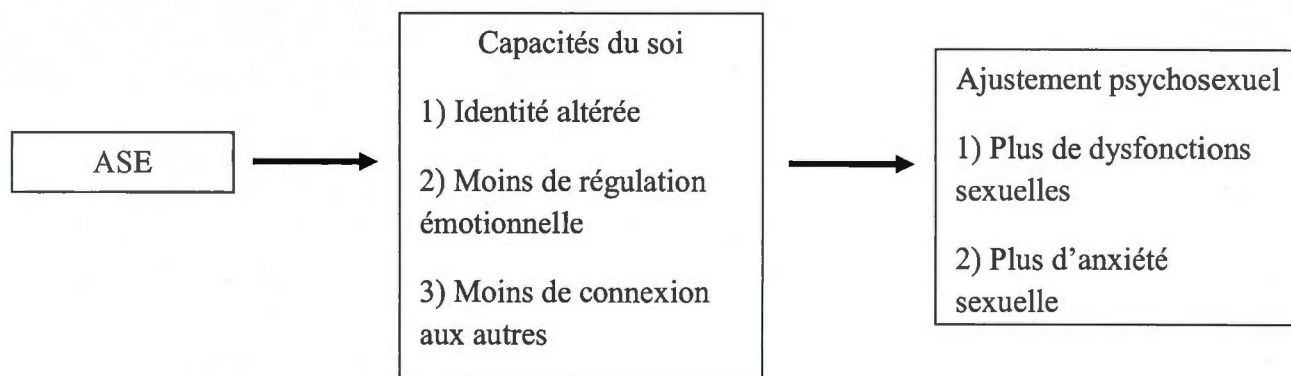 ASE
Capacités du soi
1) Identité altérée
2) Moins de régulation
émotionnelle
3) Moins de connexion
aux autres
Ajustement psychosexuel
1) Plus de dysfonctions
sexuelles
2) Plus d'anxiété
sexuelle